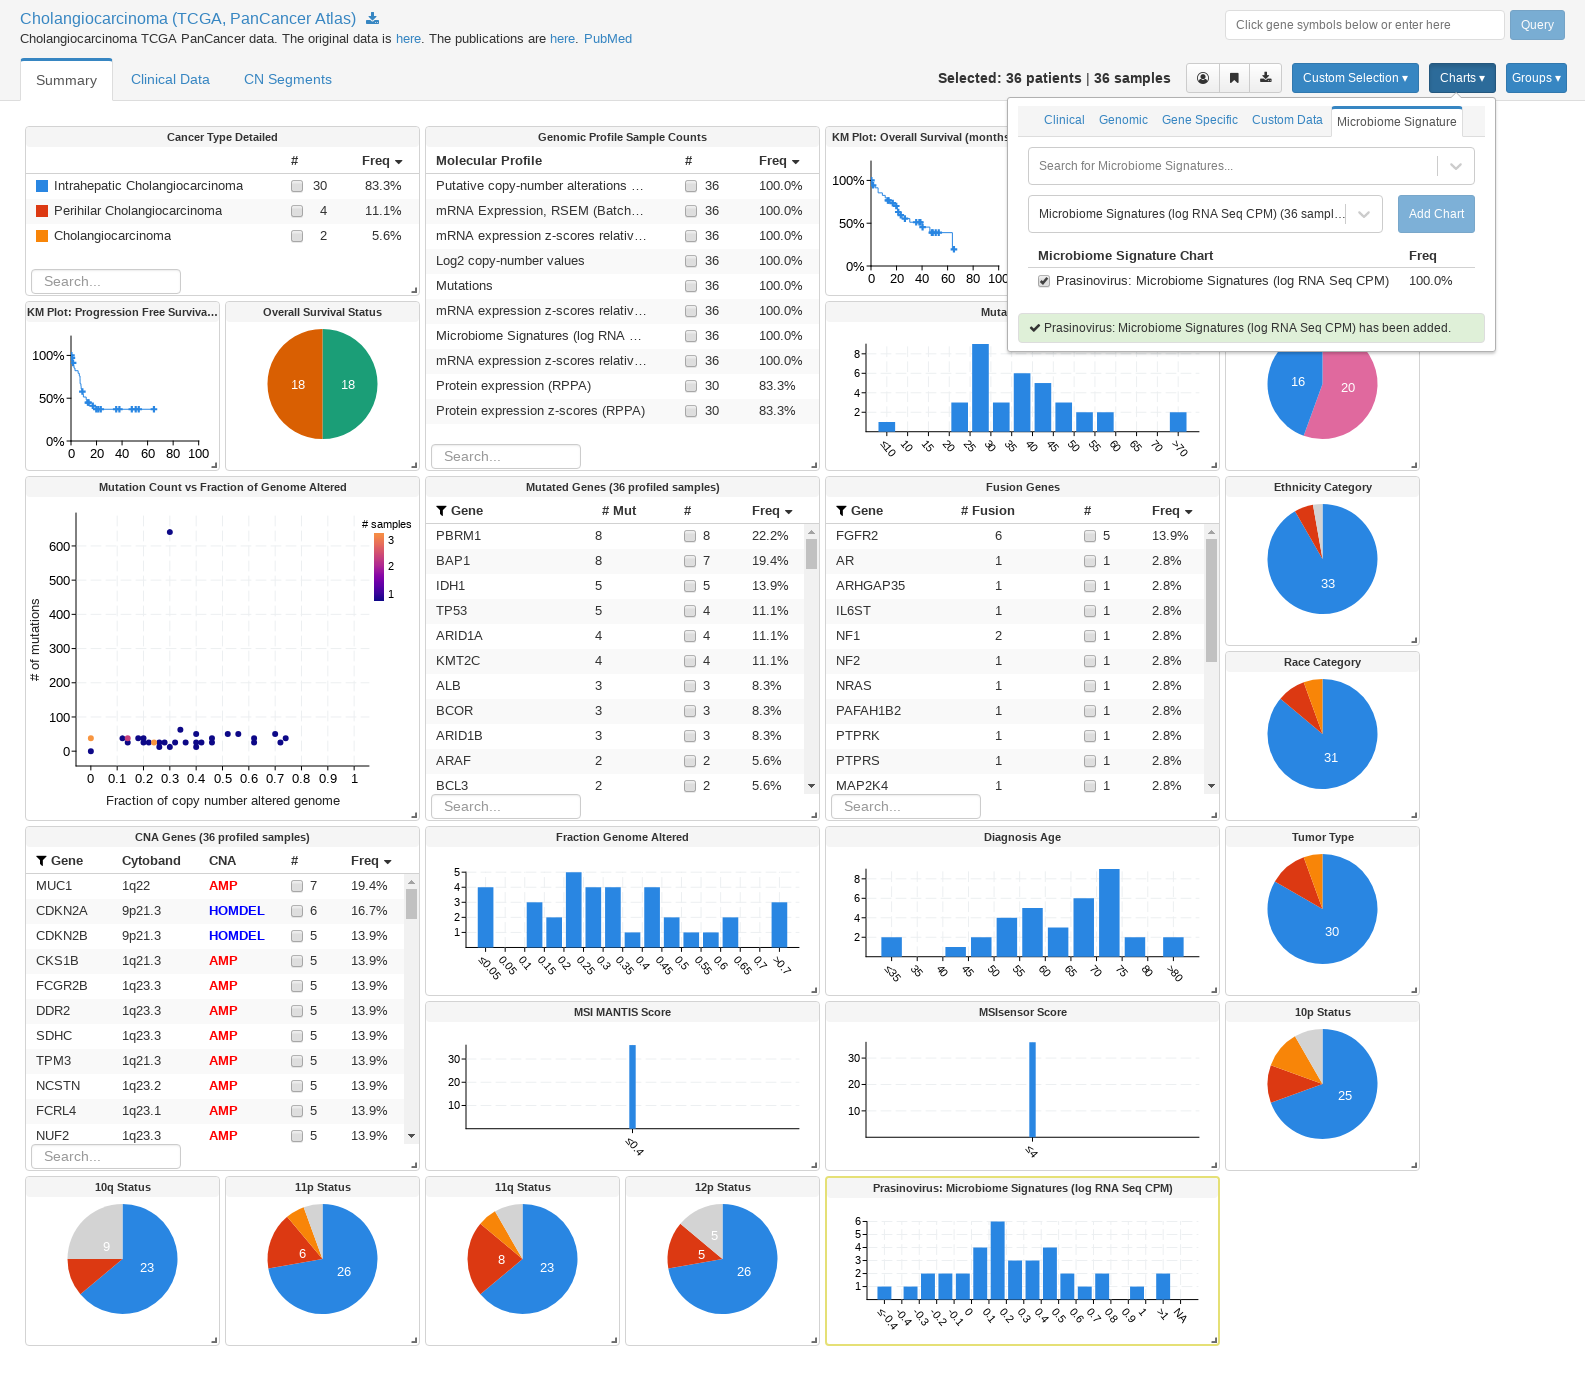 Cholangiocarcinoma (TCGA, PanCancer Atlas)
Click gene symbols below or enter here
Query
Cholangiocarcinoma TCGA PanCancer data. The original data is here. The publications are here. PubMed
Summary
Clinical Data
CN Segments
Selected: 36 patients | 36 samples
Custom Selection ▾
Charts ▾
Groups ▾
Clinical
Genomic
Gene Specific
Custom Data
Microbiome Signature
Search for Microbiome Signatures...
Microbiome Signatures (log RNA Seq CPM) (36 sampl...
Add Chart
Microbiome Signature Chart Freq
Prasinovirus: Microbiome Signatures (log RNA Seq CPM) 100.0%
Prasinovirus: Microbiome Signatures (log RNA Seq CPM) has been added.
Cancer Type Detailed
# Freq
Intrahepatic Cholangiocarcinoma 30 83.3%
Perihilar Cholangiocarcinoma 4 11.1%
Cholangiocarcinoma 2 5.6%
Search...
Genomic Profile Sample Counts
Molecular Profile # Freq
Putative copy-number alterations … 36 100.0%
mRNA Expression, RSEM (Batch… 36 100.0%
mRNA expression z-scores relativ… 36 100.0%
Log2 copy-number values 36 100.0%
Mutations 36 100.0%
mRNA expression z-scores relativ… 36 100.0%
Microbiome Signatures (log RNA … 36 100.0%
mRNA expression z-scores relativ… 36 100.0%
Protein expression (RPPA) 30 83.3%
Protein expression z-scores (RPPA) 30 83.3%
Search...
KM Plot: Overall Survival (months
100%
50%
0%
0 20 40 60 80 100
KM Plot: Progression Free Surviva…
100%
50%
0%
0 20 40 60 80 100
Overall Survival Status
18 18
Muta
8
6
4
2
≤10 10 15 20 25 30 35 40 45 50 55 60 65 70 >70
16 20
Mutation Count vs Fraction of Genome Altered
# samples
3
2
1
# of mutations
600
500
400
300
200
100
0
0 0.1 0.2 0.3 0.4 0.5 0.6 0.7 0.8 0.9 1
Fraction of copy number altered genome
Mutated Genes (36 profiled samples)
Gene # Mut # Freq
PBRM1 8 8 22.2%
BAP1 8 7 19.4%
IDH1 5 5 13.9%
TP53 5 4 11.1%
ARID1A 4 4 11.1%
KMT2C 4 4 11.1%
ALB 3 3 8.3%
BCOR 3 3 8.3%
ARID1B 3 3 8.3%
ARAF 2 2 5.6%
BCL3 2 2 5.6%
Search...
Fusion Genes
Gene # Fusion # Freq
FGFR2 6 5 13.9%
AR 1 1 2.8%
ARHGAP35 1 1 2.8%
IL6ST 1 1 2.8%
NF1 2 1 2.8%
NF2 1 1 2.8%
NRAS 1 1 2.8%
PAFAH1B2 1 1 2.8%
PTPRK 1 1 2.8%
PTPRS 1 1 2.8%
MAP2K4 1 1 2.8%
Search...
Ethnicity Category
33
Race Category
31
CNA Genes (36 profiled samples)
Gene Cytoband CNA # Freq
MUC1 1q22 AMP 7 19.4%
CDKN2A 9p21.3 HOMDEL 6 16.7%
CDKN2B 9p21.3 HOMDEL 5 13.9%
CKS1B 1q21.3 AMP 5 13.9%
FCGR2B 1q23.3 AMP 5 13.9%
DDR2 1q23.3 AMP 5 13.9%
SDHC 1q23.3 AMP 5 13.9%
TPM3 1q21.3 AMP 5 13.9%
NCSTN 1q23.2 AMP 5 13.9%
FCRL4 1q23.1 AMP 5 13.9%
NUF2 1q23.3 AMP 5 13.9%
Search...
Fraction Genome Altered
5
4
3
2
1
≤0.05 0.05 0.1 0.15 0.2 0.25 0.3 0.35 0.4 0.45 0.5 0.55 0.6 0.65 0.7 >0.7
Diagnosis Age
8
6
4
2
≤35 35 40 45 50 55 60 65 70 75 80 >80
Tumor Type
30
MSI MANTIS Score
30
20
10
≤0.4
MSIsensor Score
30
20
10
≤4
10p Status
25
10q Status
9 23
11p Status
6 26
11q Status
8 23
12p Status
5
5 26
Prasinovirus: Microbiome Signatures (log RNA Seq CPM)
6
5
4
3
2
1
≤-0.4 -0.4 -0.3 -0.2 -0.1 0 0.1 0.2 0.3 0.4 0.5 0.6 0.7 0.8 0.9 1 >1 NA